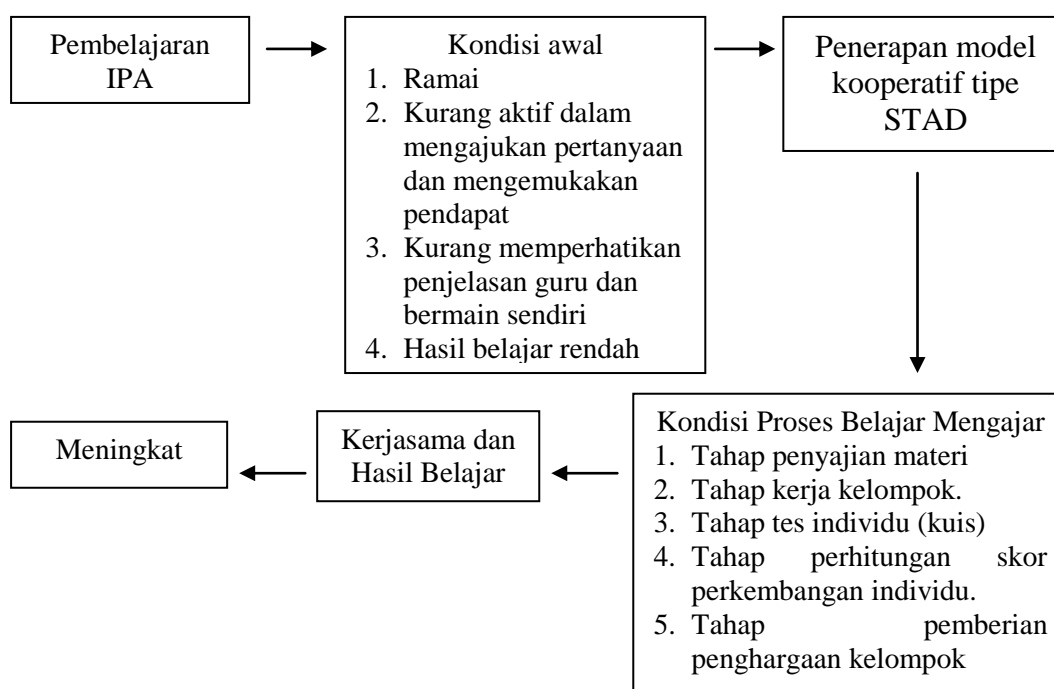 Pembelajaran
IPA
Kondisi awal
1. Ramai
2. Kurang aktif dalam
mengajukan pertanyaan
dan mengemukakan
pendapat
3. Kurang memperhatikan
penjelasan guru dan
bermain sendiri
4. Hasil belajar rendah
Penerapan model
kooperatif tipe
STAD
Kondisi Proses Belajar Mengajar
1. Tahap penyajian materi
2. Tahap kerja kelompok.
3. Tahap tes individu (kuis)
4. Tahap perhitungan skor
perkembangan individu.
5. Tahap pemberian
penghargaan kelompok
Kerjasama dan
Hasil Belajar
Meningkat